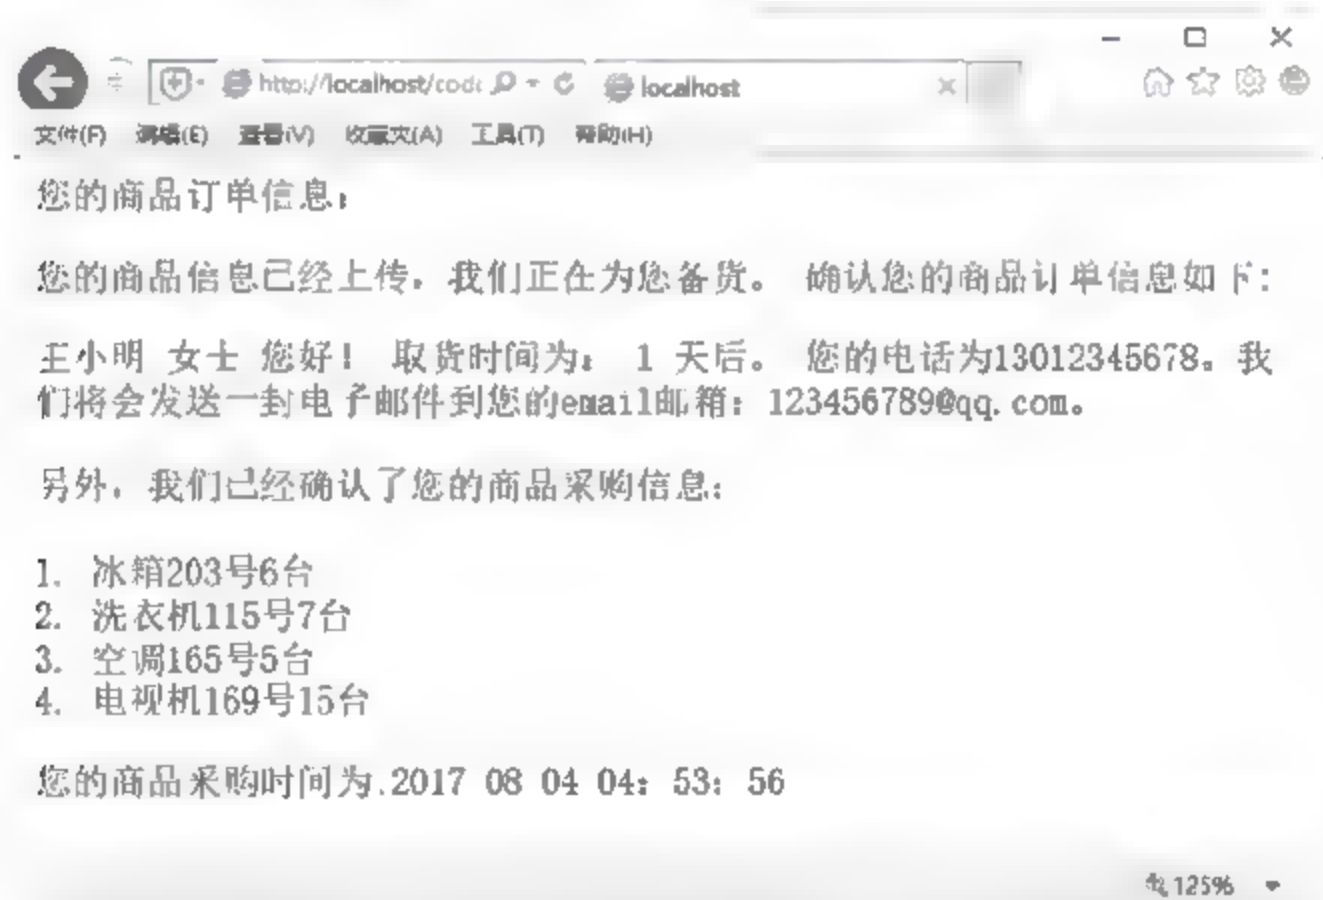 http://localhost/code
localhost
文件(F) 编辑(E) 查看(V) 收藏夹(A) 工具(T) 帮助(H)
您的商品订单信息:
您的商品信息已经上传,我们正在为您备货。 确认您的商品订单信息如下:
王小明 女士 您好! 取货时间为: 1 天后。 您的电话为13012345678。我
们将会发送一封电子邮件到您的email邮箱: 123456789@qq.com。
另外,我们已经确认了您的商品采购信息:
1. 冰箱203号6台
2. 洗衣机115号7台
3. 空调165号5台
4. 电视机169号15台
您的商品采购时间为:2017 08 04 04: 53: 56
125%